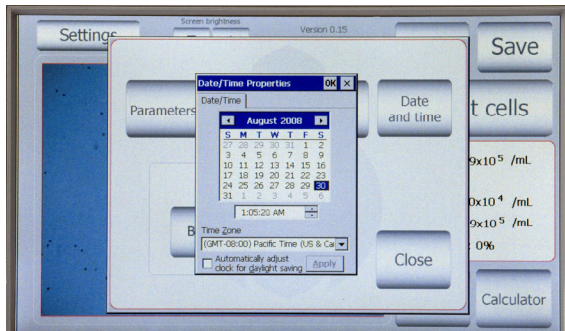 Screen brightness
Settings
Version 0.15
Save
Date/Time Properties OK ×
Date/Time
Parameters
Date
and time
t cells
August 2008
S M T W T F S
27 28 29 30 31 1 2
3 4 5 6 7 8 9
10 11 12 13 14 15 16
17 18 19 20 21 22 23
24 25 26 27 28 29 30
31 1 2 3 4 5 6
1:05:20 AM
9x10⁵ /mL
0x10⁴ /mL
9x10⁵ /mL
: 0%
B
Time Zone
(GMT-08:00) Pacific Time (US & Ca
Automatically adjust
clock for daylight saving
Apply
Close
Calculator